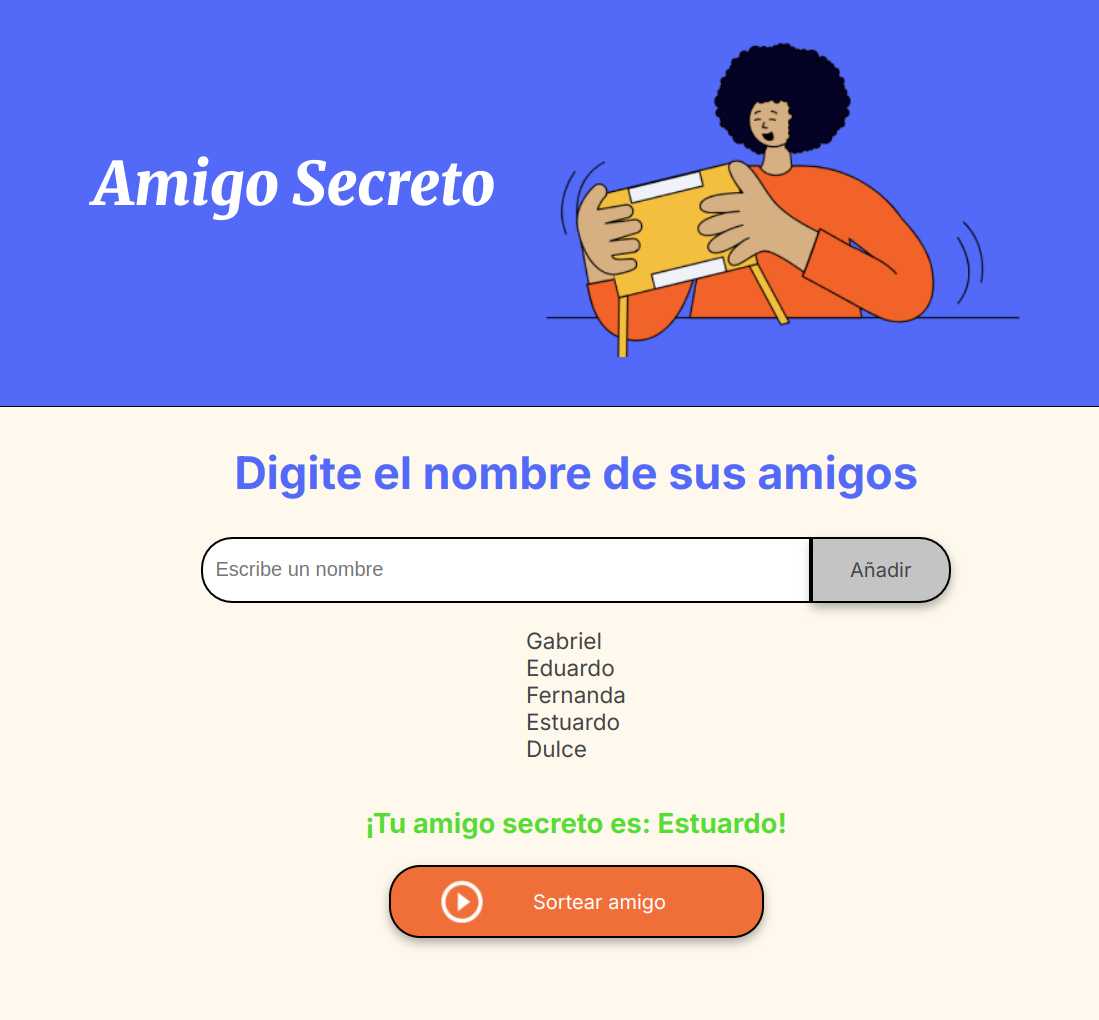 Amigo Secreto
Digite el nombre de sus amigos
Escribe un nombre
Añadir
Gabriel
Eduardo
Fernanda
Estuardo
Dulce
¡Tu amigo secreto es: Estuardo!
Sortear amigo